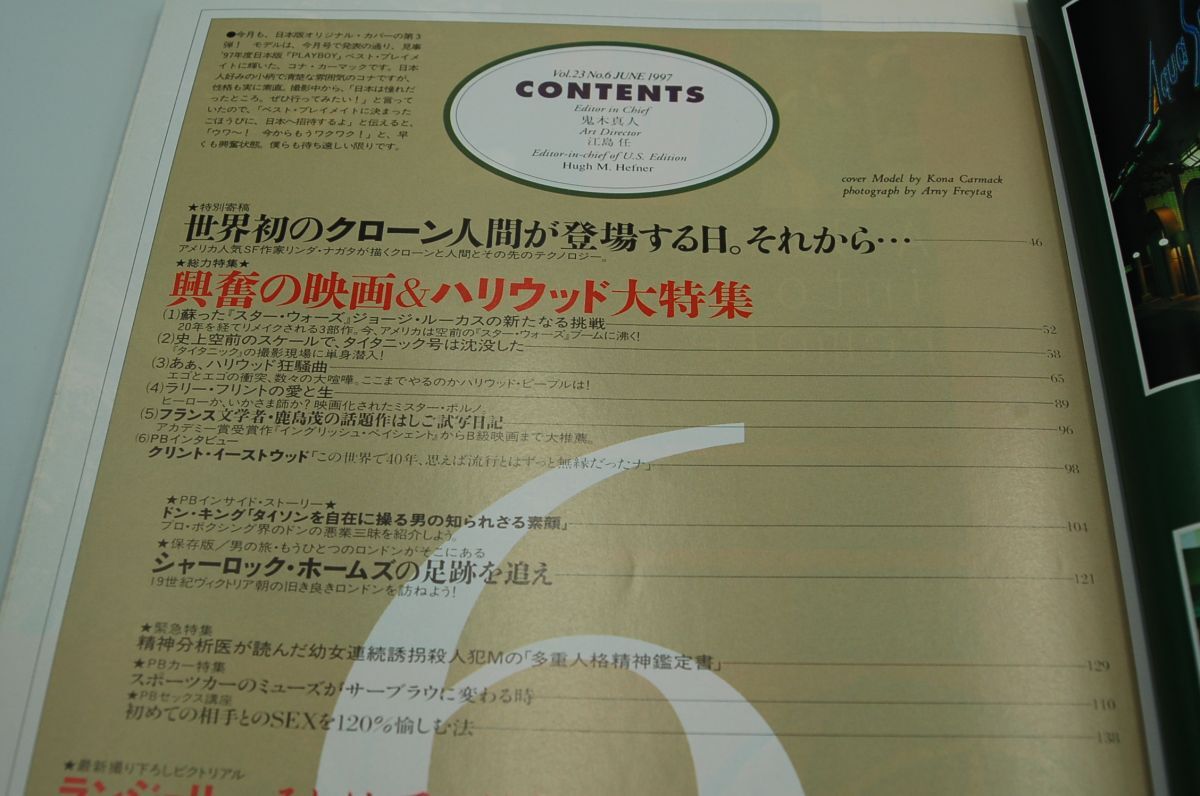 ●今月も、日本版オリジナル・カバーの第3
弾！ モデルは、今月号で発表の通り、見事
'97年度日本版「PLAYBOY」ベスト・プレイメ
イトに輝いた、コナ・カーマックです。日本
人好みの小柄で清楚な雰囲気のコナですが、
性格も実に素直。撮影中から、「日本は憧れだ
ったところ。ぜひ行ってみたい！」と言って
いたので、「ベスト・プレイメイトに決まった
ごほうびに、日本へ招待するよ」と伝えると、
「ウワ〜！ 今からもうワクワク！」と、早
くも興奮状態。僕らも待ち遠しい限りです。
Vol.23 No.6 JUNE 1997
CONTENTS
Editor in Chief
鬼木真人
Art Director
江島 任
Editor-in-chief of U.S. Edition
Hugh M. Hefner
cover Model by Kona Carmack
photograph by Arny Freytag
★特別寄稿
世界初のクローン人間が登場する日。それから… 46
アメリカ人気SF作家リンダ・ナガタが描くクローンと人間とその先のテクノロジー。
★総力特集★
興奮の映画&ハリウッド大特集
(1)蘇った『スター・ウォーズ』ジョージ・ルーカスの新たなる挑戦 52
20年を経てリメイクされる3部作。今、アメリカは空前の『スター・ウォーズ』ブームに沸く!
(2)史上空前のスケールで、タイタニック号は沈没した 58
『タイタニック』の撮影現場に単身潜入!
(3)あぁ、ハリウッド狂騒曲 65
エゴとエゴの衝突、数々の大喧嘩。ここまでやるのかハリウッド・ピープルは!
(4)ラリー・フリントの愛と生 89
ヒーローか、いかさま師か? 映画化されたミスター・ポルノ。
(5)フランス文学者・鹿島茂の話題作はしご試写日記 96
アカデミー賞受賞作『イングリッシュ・ペイシェント』からB級映画まで大推薦。
(6)PBインタビュー
クリント・イーストウッド「この世界で40年、思えば流行とはずっと無縁だったナ」 98
★PBインサイド・ストーリー★
ドン・キング「タイソンを自在に操る男の知られざる素顔」 104
プロ・ボクシング界のドンの悪業三昧を紹介しよう。
★保存版/男の旅・もうひとつのロンドンがそこにある
シャーロック・ホームズの足跡を追え 121
19世紀ヴィクトリア朝の旧き良きロンドンを訪ねよう!
★緊急特集
精神分析医が読んだ幼女連続誘拐殺人犯Mの「多重人格精神鑑定書」 129
★PBカー特集
スポーツカーのミューズがサーブラウに変わる時 110
★PBセックス講座
初めての相手とのSEXを120%愉しむ法 138
★最新撮り下ろしピクトリアル